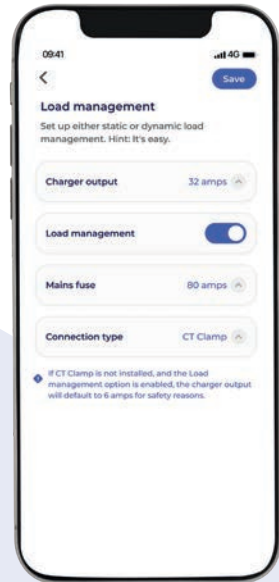 09:41 4G
Save
Load management
Set up either static or dynamic load
management. Hint: It's easy.
Charger output 32 amps
Load management
Mains fuse 80 amps
Connection type CT Clamp
If CT Clamp is not installed, and the Load
management option is enabled, the charger output
will default to 6 amps for safety reasons.